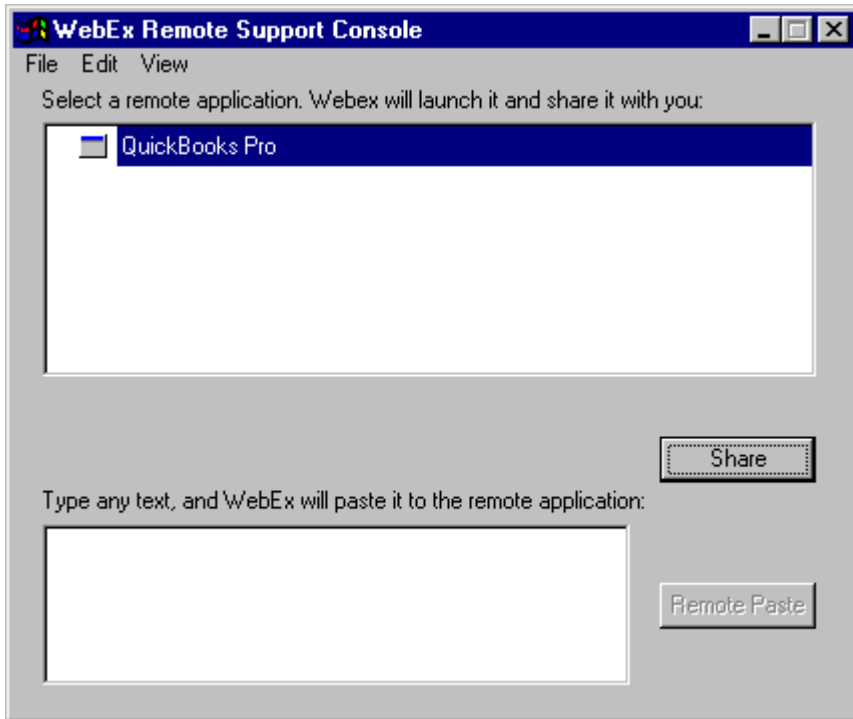 WebEx Remote Support Console
File Edit View
Select a remote application. Webex will launch it and share it with you:
QuickBooks Pro
Share
Type any text, and WebEx will paste it to the remote application:
Remote Paste